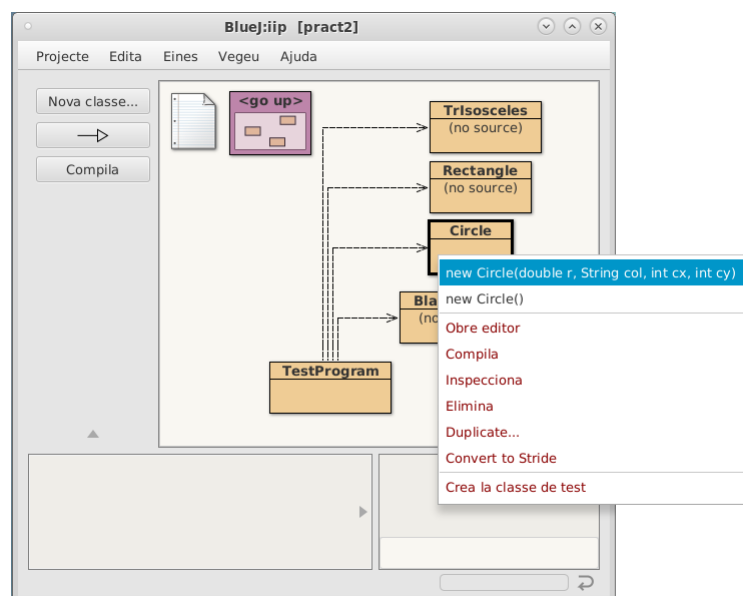 BlueJ:iip [pract2]
Projecte Edita Eines Vegeu Ajuda
Nova classe...
Compila
<go up>
TrIsosceles
(no source)
Rectangle
(no source)
Circle
new Circle(double r, String col, int cx, int cy)
new Circle()
Obre editor
Compila
Inspecciona
Elimina
Duplicate...
Convert to Stride
Crea la classe de test
TestProgram